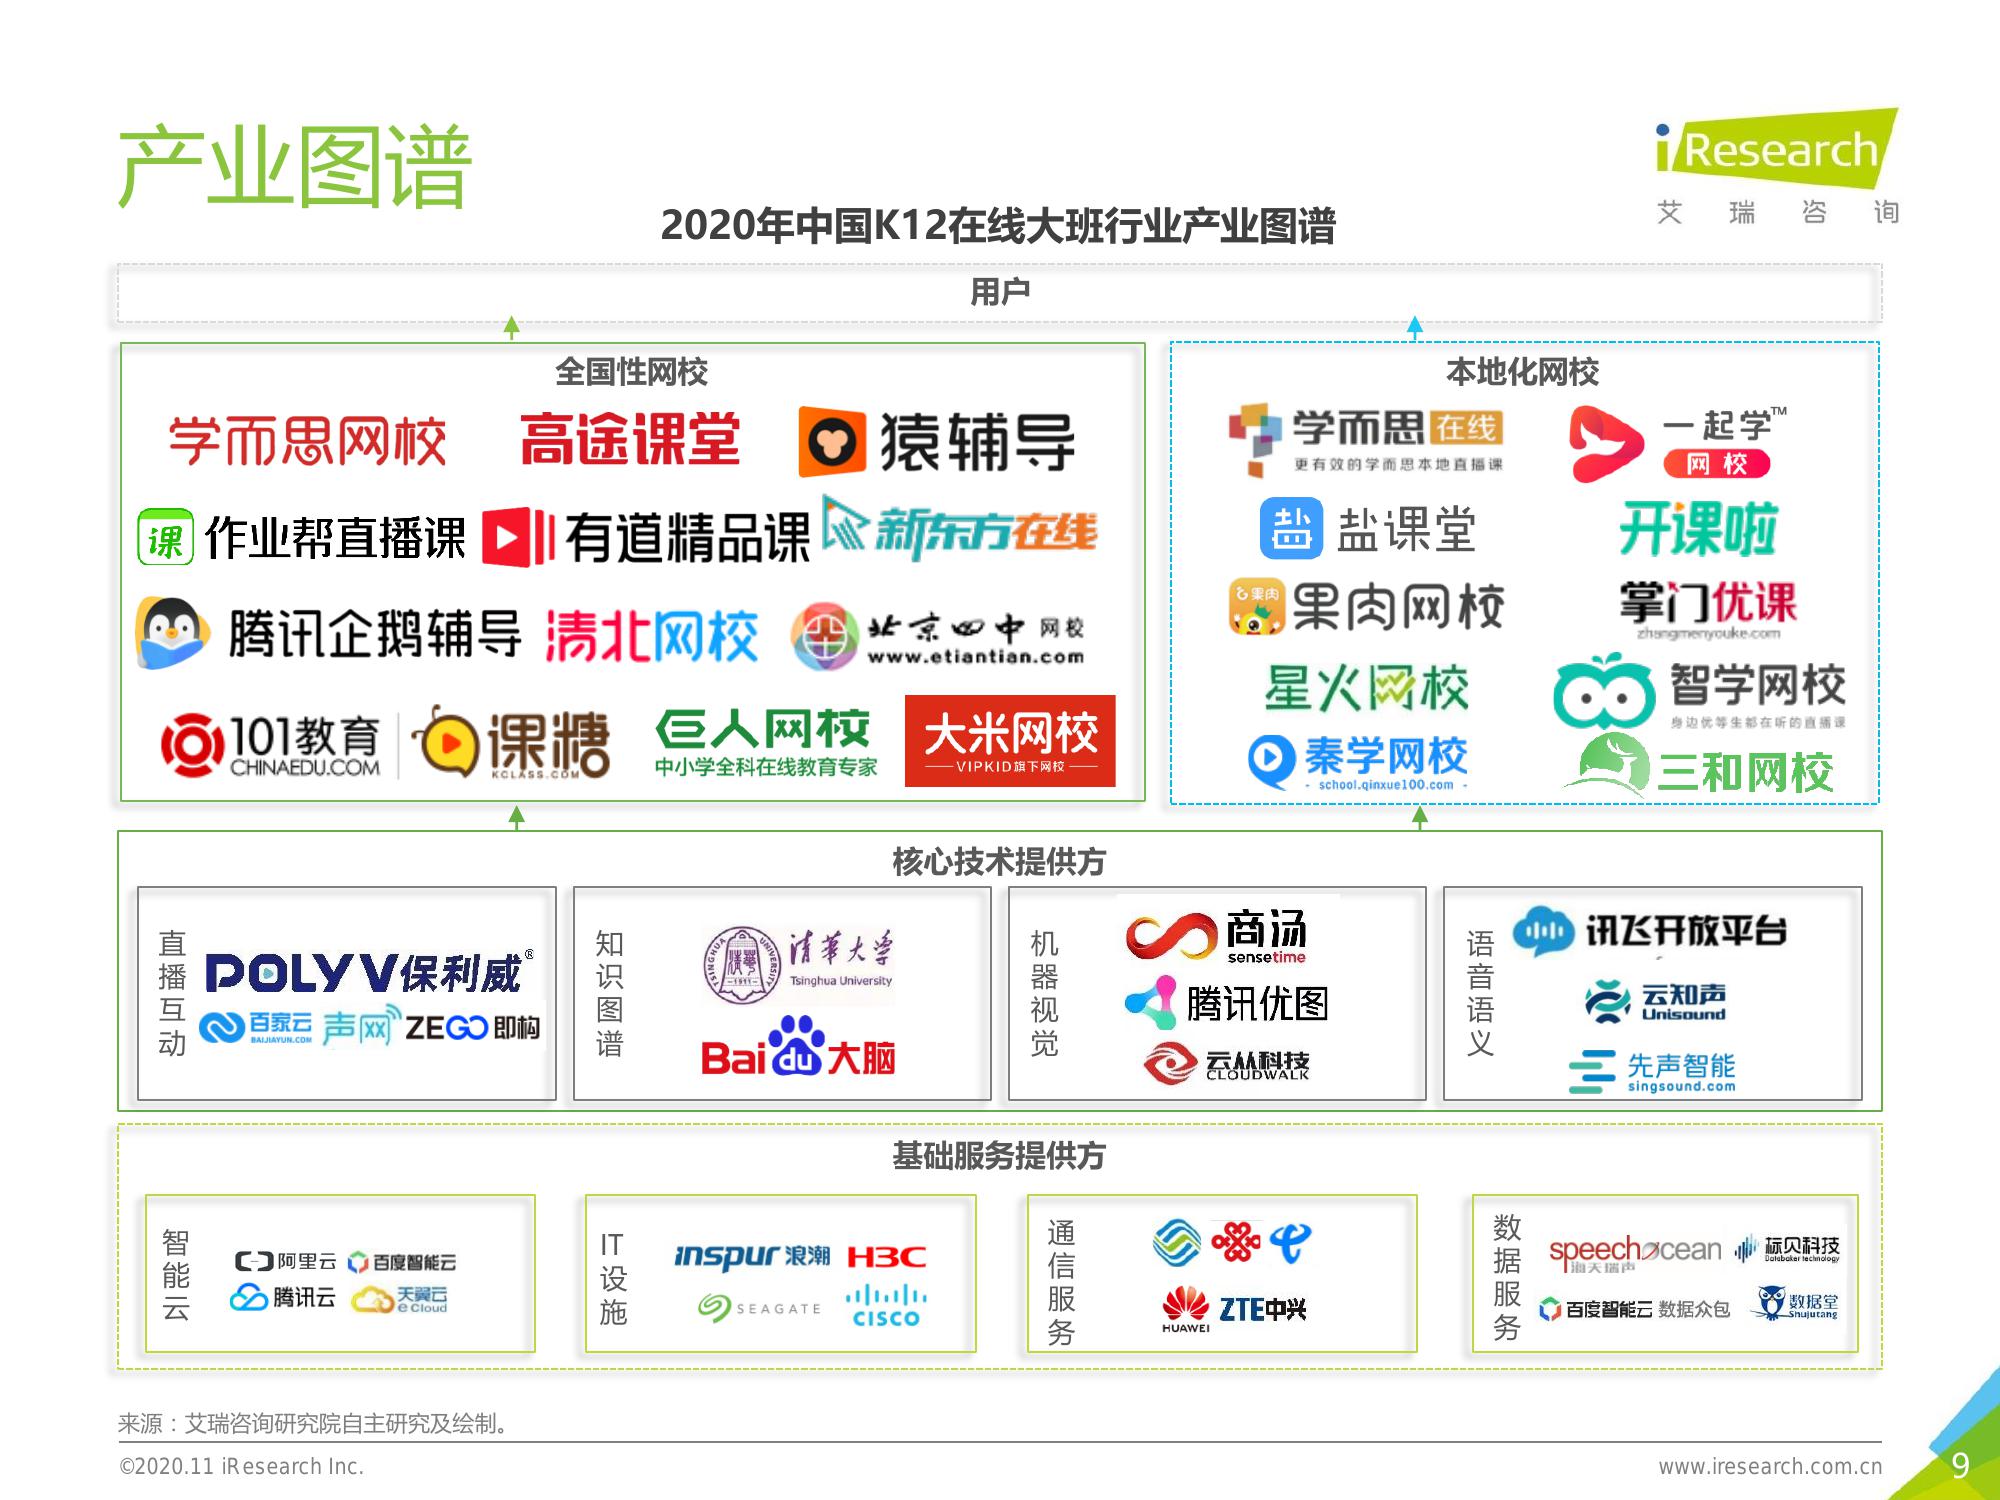 产业图谱
iResearch
艾瑞咨询
2020年中国K12在线大班行业产业图谱
用户
全国性网校
学而思网校 高途课堂 猿辅导
课 作业帮直播课 有道精品课 新东方在线
腾讯企鹅辅导 清北网校 北京四中网校
www.etiantian.com
101教育 课糖 巨人网校 大米网校
CHINAEDU.COM KCLASS.COM 中小学全科在线教育专家 VIPKID旗下网校
本地化网校
学而思在线 一起学™
更有效的学而思本地直播课 网校
盐 盐课堂 开课啦
果肉 果肉网校 掌门优课
zhangmenyouke.com
星火网校 智学网校
身边优等生都在听的直播课
秦学网校 三和网校
- school.qinxue100.com -
核心技术提供方
直播互动
POLYV保利威®
百家云 声网 ZEGO即构
BAIJIAYUN.COM
知识图谱
清华大学
Tsinghua University
TSINGHUA UNIVERSITY
-1911-
Baidu大脑
机器视觉
商汤
sensetime
腾讯优图
云从科技
CLOUDWALK
语音语义
讯飞开放平台
云知声
Unisound
先声智能
singsound.com
基础服务提供方
智能云
阿里云 百度智能云
腾讯云 天翼云
e Cloud
IT设施
inspur浪潮 H3C
SEAGATE CISCO
通信服务
HUAWEI ZTE中兴
数据服务
speechocean 标贝科技
海天瑞声 Databaker technology
百度智能云数据众包 数据堂
Shujutang
来源：艾瑞咨询研究院自主研究及绘制。
©2020.11 iResearch Inc.
www.iresearch.com.cn
9